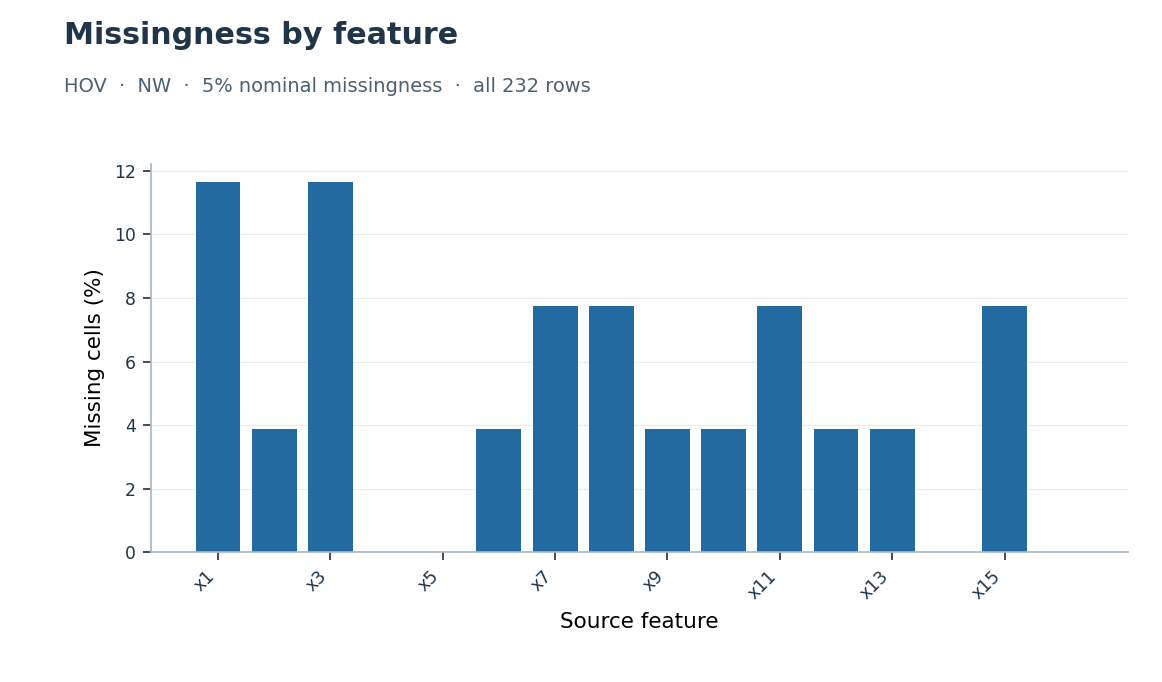 Missingness by feature
HOV · NW · 5% nominal missingness · all 232 rows
Missing cells (%)
12
10
8
6
4
2
0
x1 x3 x5 x7 x9 x11 x13 x15
Source feature